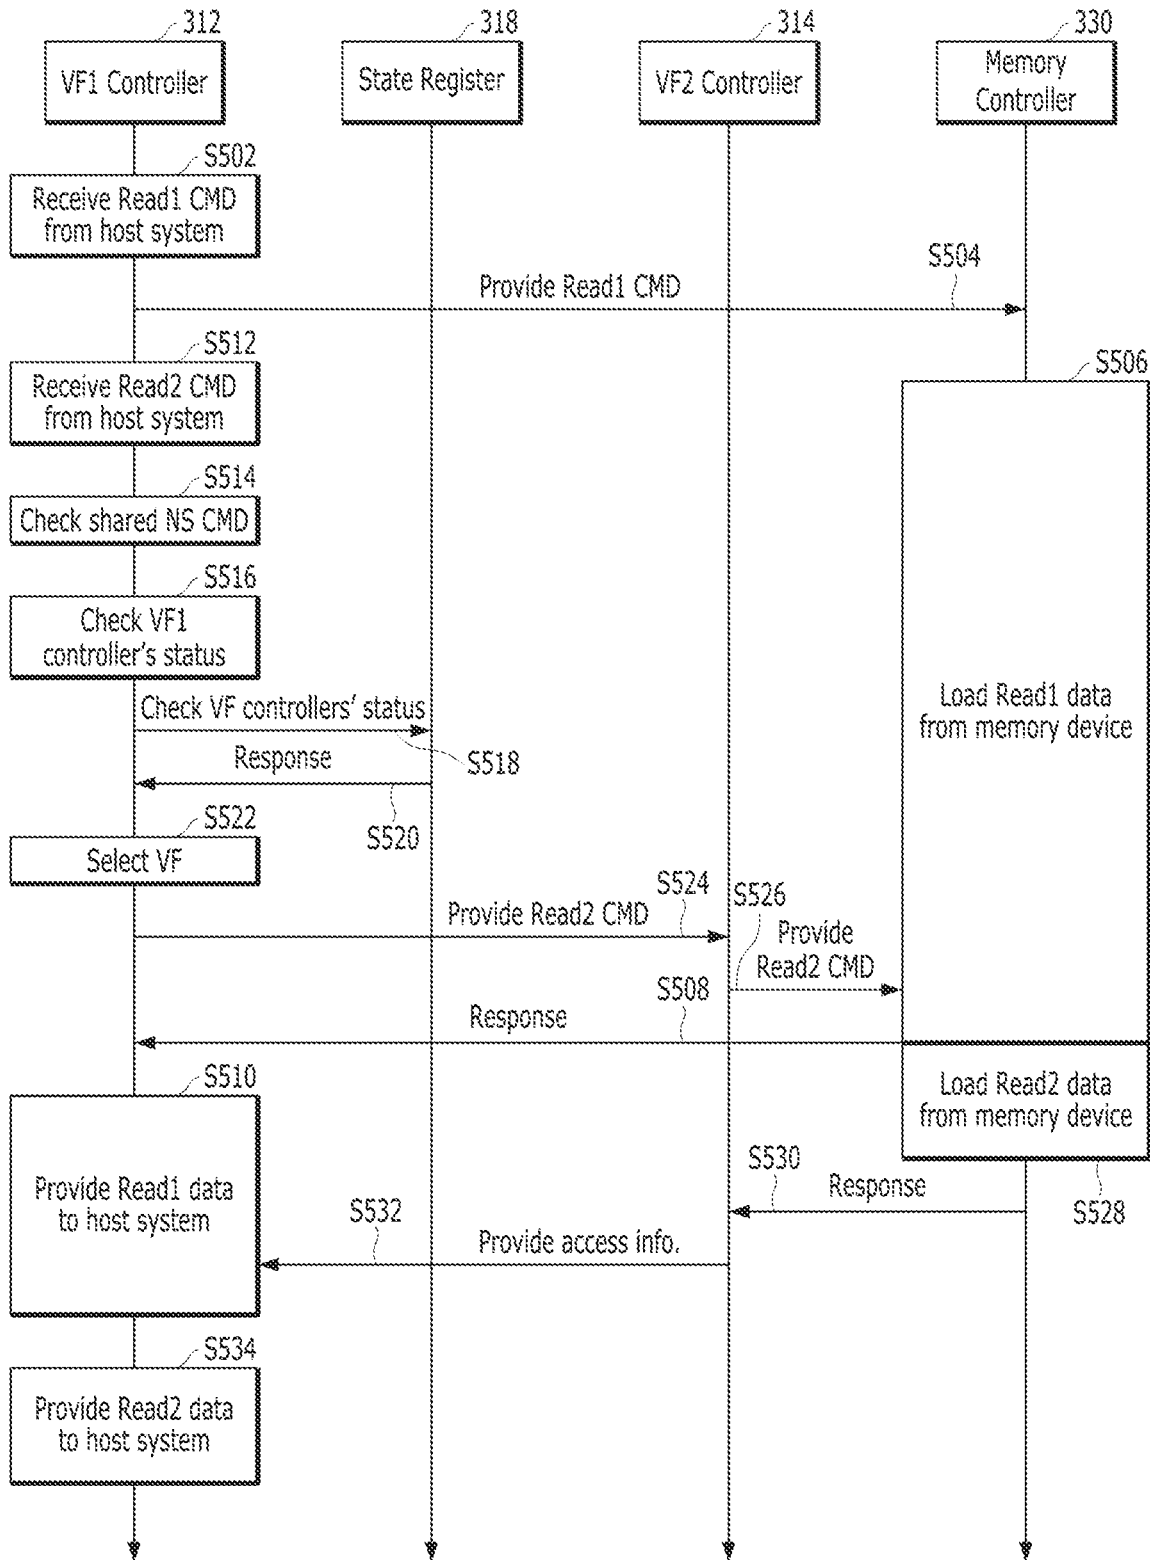 312
318
314
330
VF1 Controller
State Register
VF2 Controller
Memory
Controller
S502
Receive Read1 CMD
from host system
S504
Provide Read1 CMD
S512
Receive Read2 CMD
from host system
S506
S514
Check shared NS CMD
S516
Check VF1
controller's status
Load Read1 data
from memory device
Check VF controllers' status
S518
Response
S520
S522
Select VF
S524
Provide Read2 CMD
S526
Provide
Read2 CMD
S508
Response
S510
Load Read2 data
from memory device
S528
S530
Response
Provide Read1 data
to host system
S532
Provide access info.
S534
Provide Read2 data
to host system